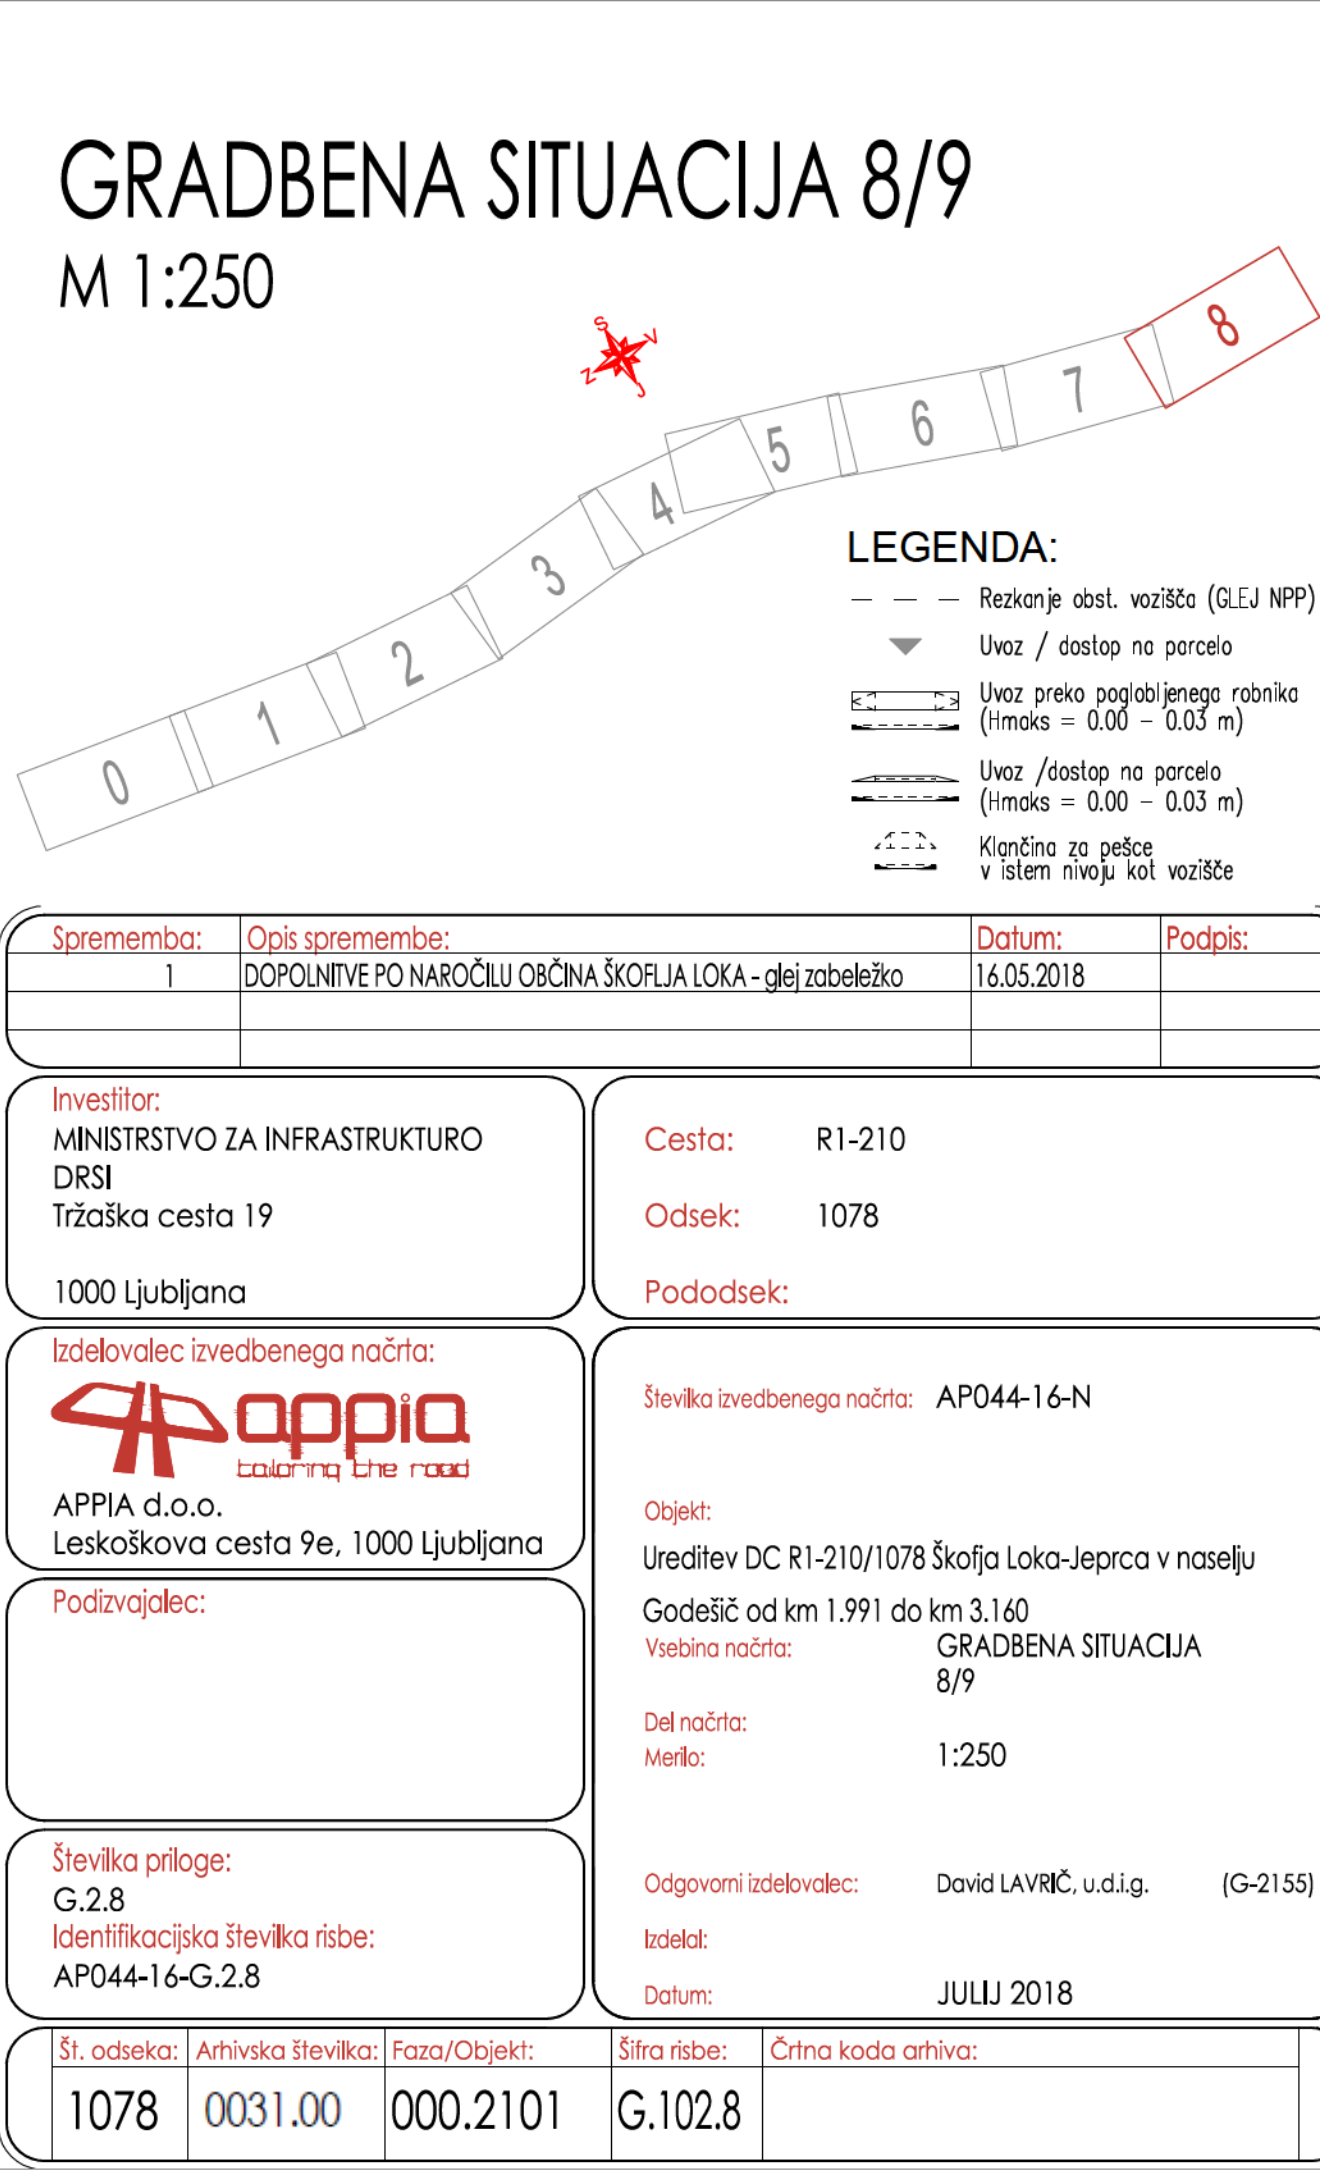 GRADBENA SITUACIJA 8/9
M 1:250
S
V
Z
J
8
7
6
5
4
3
2
1
0
LEGENDA:
Rezkanje obst. vozišča (GLEJ NPP)
Uvoz / dostop na parcelo
Uvoz preko poglobljenega robnika
(Hmaks = 0.00 – 0.03 m)
Uvoz /dostop na parcelo
(Hmaks = 0.00 – 0.03 m)
Klančina za pešce
v istem nivoju kot vozišče
Sprememba: Opis spremembe: Datum: Podpis:
1 DOPOLNITVE PO NAROČILU OBČINA ŠKOFLJA LOKA - glej zabeležko 16.05.2018
Investitor:
MINISTRSTVO ZA INFRASTRUKTURO
DRSI
Tržaška cesta 19
1000 Ljubljana
Cesta: R1-210
Odsek: 1078
Pododsek:
Izdelovalec izvedbenega načrta:
appia
tailoring the road
APPIA d.o.o.
Leskoškova cesta 9e, 1000 Ljubljana
Podizvajalec:
Številka priloge:
G.2.8
Identifikacijska številka risbe:
AP044-16-G.2.8
Številka izvedbenega načrta: AP044-16-N
Objekt:
Ureditev DC R1-210/1078 Škofja Loka-Jeprca v naselju
Godešič od km 1.991 do km 3.160
Vsebina načrta: GRADBENA SITUACIJA
8/9
Del načrta:
Merilo: 1:250
Odgovorni izdelovalec: David LAVRIČ, u.d.i.g. (G-2155)
Izdelal:
Datum: JULIJ 2018
Št. odseka: Arhivska številka: Faza/Objekt: Šifra risbe: Črtna koda arhiva:
1078 0031.00 000.2101 G.102.8